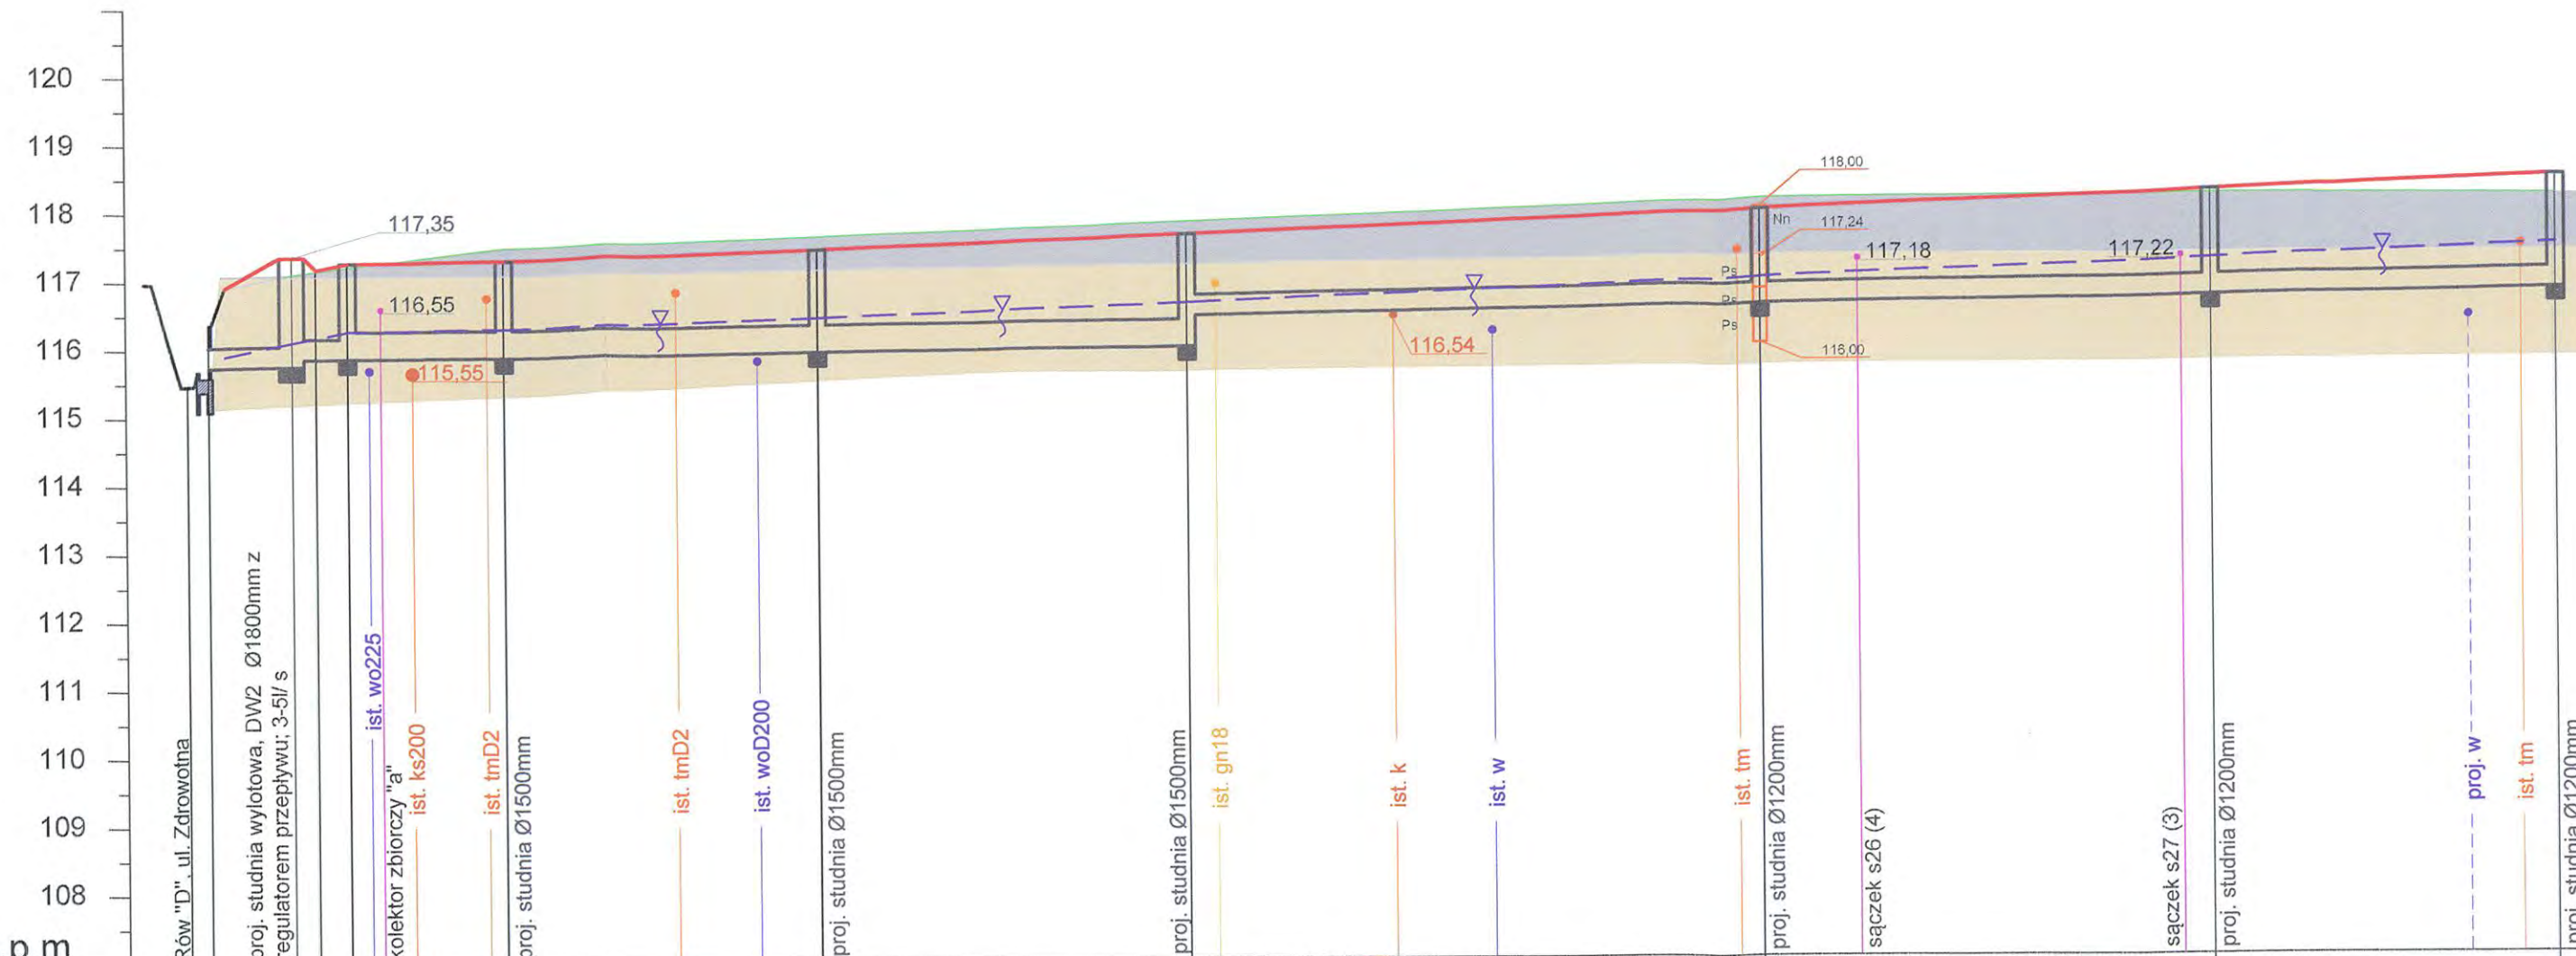 120
119
118
117
116
115
114
113
112
111
110
109
108
p m
117,35
116,55
115,55
116,54
118,00
Nn
117,24
Ps
Ps
Ps
116,00
117,18
117,22
Rów "D", ul. Zdrowotna
proj. studnia wylotowa, DW2 Ø1800mm z
regulatorem przepływu; 3-5l/ s
ist. wo225
kolektor zbiorczy "a"
ist. ks200
ist. tmD2
proj. studnia Ø1500mm
ist. tmD2
ist. woD200
proj. studnia Ø1500mm
proj. studnia Ø1500mm
ist. gn18
ist. k
ist. w
ist. tm
proj. studnia Ø1200mm
sączek s26 (4)
sączek s27 (3)
proj. studnia Ø1200mm
proj. w
ist. tm
proj. studnia Ø1200mm